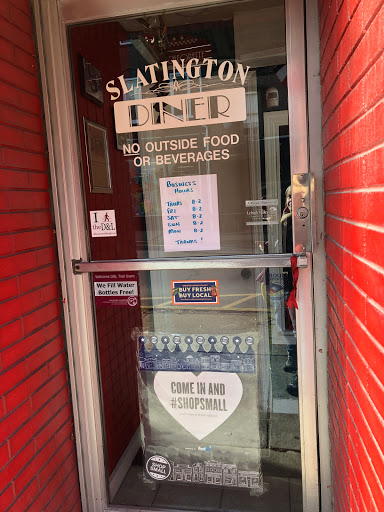 SLATINGTON
DINER
NO OUTSIDE FOOD
OR BEVERAGES
BUSINESS
HOURS
THURS 8-2
FRI 8-2
SAT 8-2
SUN 8-2
MON 8-2
THANKS!
I
the D&L
We Fill Water
Bottles Free!
BUY FRESH
BUY LOCAL
COME IN AND
#SHOPSMALL
SHOP
SMALL